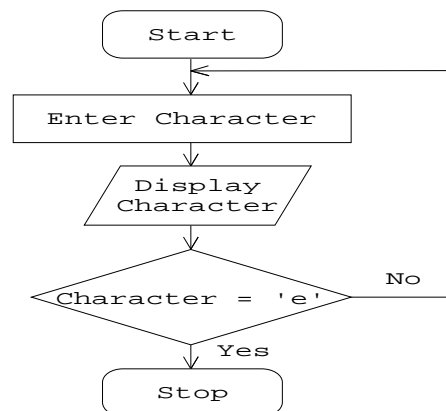 Start
Enter Character
Display
Character
Character = 'e'
No
Yes
Stop